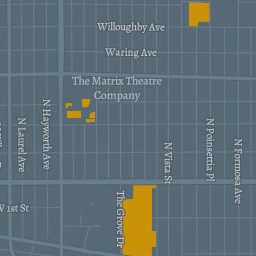 Willoughby Ave
Waring Ave
The Matrix Theatre
Company
N Laurel Ave
N Hayworth Ave
N Vista St
N Poinsettia Pl
N Formosa Ave
The Grove Dr
W 1st St